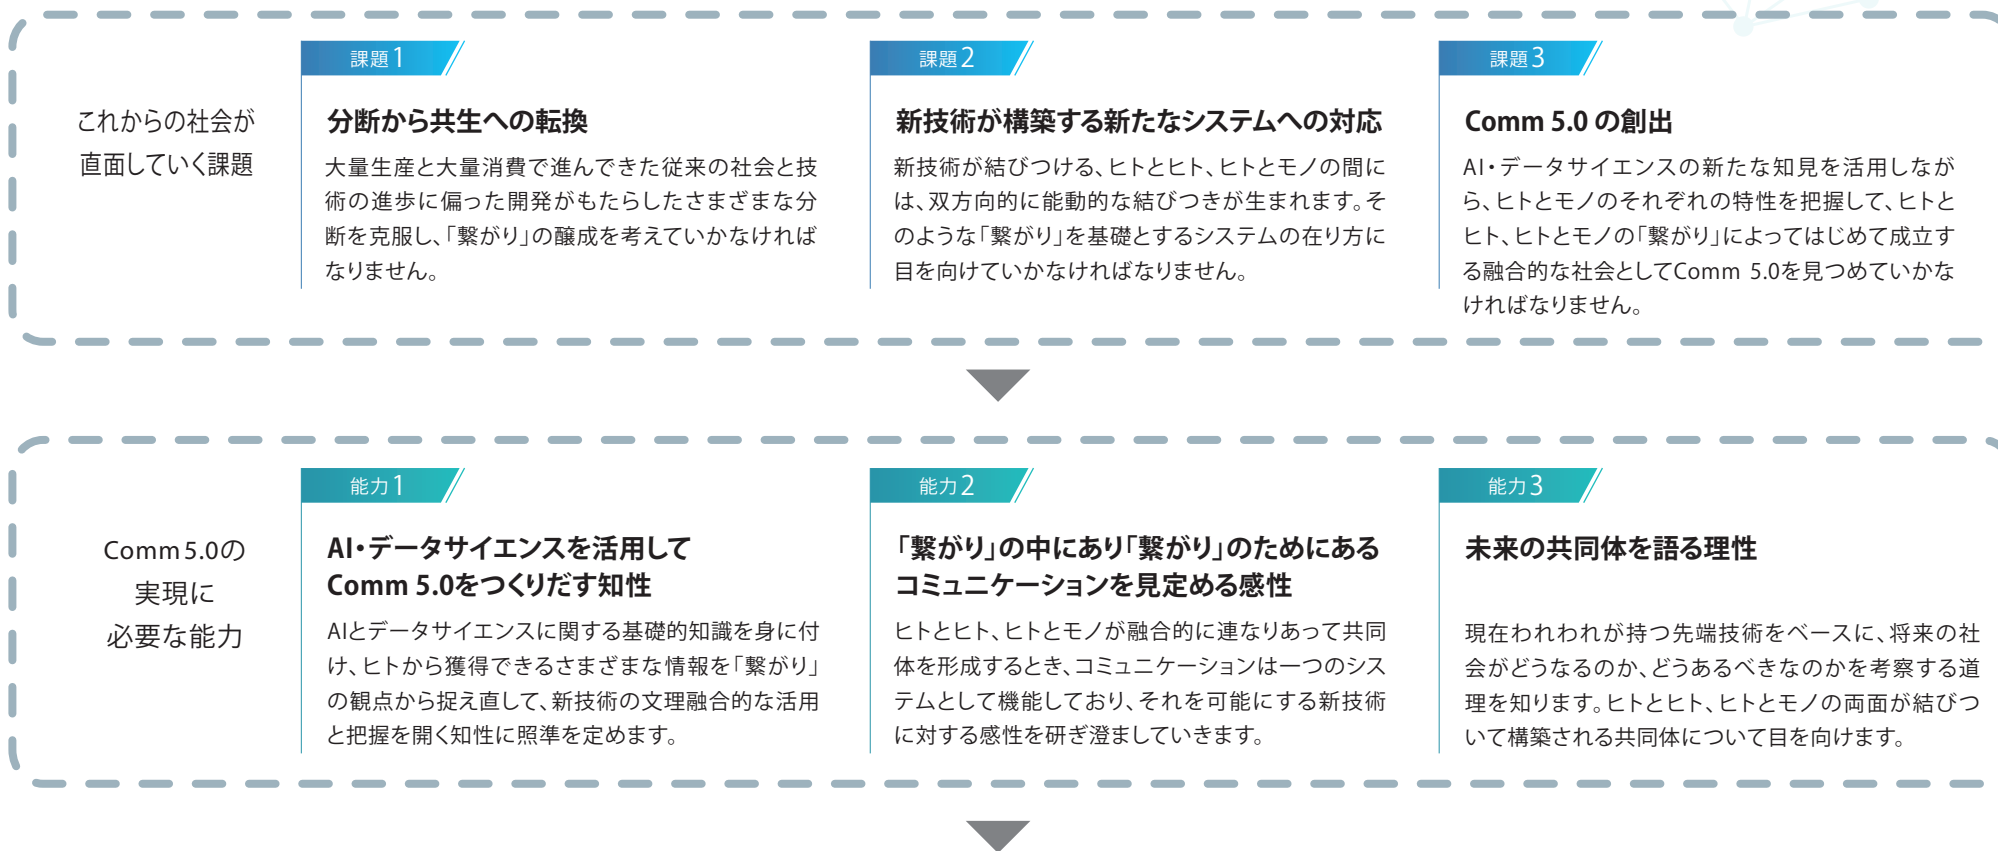 これからの社会が
直面していく課題
課題1
分断から共生への転換
大量生産と大量消費で進んできた従来の社会と技
術の進歩に偏った開発がもたらしたさまざまな分
断を克服し、「繋がり」の醸成を考えていかなければ
なりません。
課題2
新技術が構築する新たなシステムへの対応
新技術が結びつける、ヒトとヒト、ヒトとモノの間に
は、双方向的に能動的な結びつきが生まれます。そ
のような「繋がり」を基礎とするシステムの在り方に
目を向けていかなければなりません。
課題3
Comm 5.0 の創出
AI・データサイエンスの新たな知見を活用しなが
ら、ヒトとモノのそれぞれの特性を把握して、ヒトと
ヒト、ヒトとモノの「繋がり」によってはじめて成立す
る融合的な社会としてComm 5.0を見つめていかな
ければなりません。
Comm 5.0の
実現に
必要な能力
能力1
AI・データサイエンスを活用して
Comm 5.0をつくりだす知性
AIとデータサイエンスに関する基礎的知識を身に付
け、ヒトから獲得できるさまざまな情報を「繋がり」
の観点から捉え直して、新技術の文理融合的な活用
と把握を開く知性に照準を定めます。
能力2
「繋がり」の中にあり「繋がり」のためにある
コミュニケーションを見定める感性
ヒトとヒト、ヒトとモノが融合的に連なりあって共同
体を形成するとき、コミュニケーションは一つのシス
テムとして機能しており、それを可能にする新技術
に対する感性を研ぎ澄ましていきます。
能力3
未来の共同体を語る理性
現在われわれが持つ先端技術をベースに、将来の社
会がどうなるのか、どうあるべきなのかを考察する道
理を知ります。ヒトとヒト、ヒトとモノの両面が結びつ
いて構築される共同体について目を向けます。